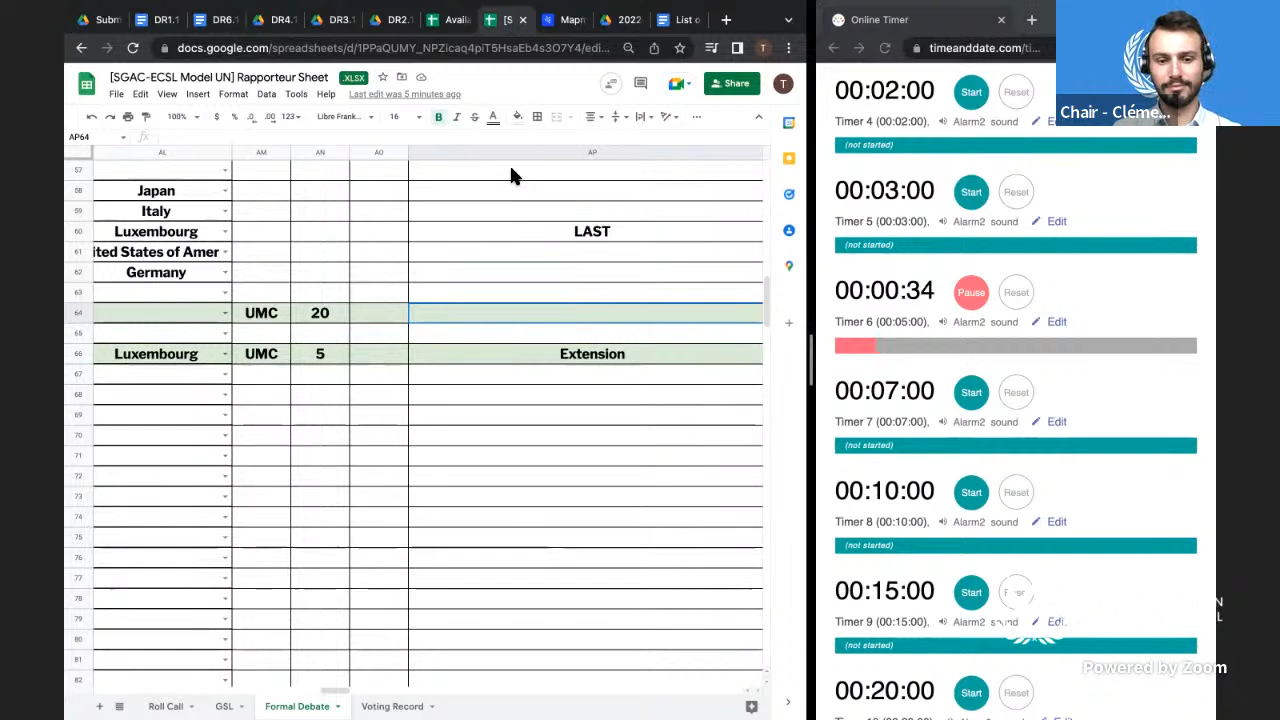 Subm
DR1.1
DR6.1
DR4.1
DR3.1
DR2.1
Availa
[S
Mapm
2022
List o
docs.google.com/spreadsheets/d/1PPaQUMY_NPZicaq4piT5HsaEb4s3O7Y4/edi...
[SGAC-ECSL Model UN] Rapporteur Sheet .XLSX
Share
T
File Edit View Insert Format Data Tools Help Last edit was 5 minutes ago
100% $ % .0 .00 123 Libre Frank... 16 B I S A
AP64 fx
AL AM AN AO AP
57
58 Japan
59 Italy
60 Luxembourg LAST
61 ited States of Amer
62 Germany
63
64 UMC 20
65
66 Luxembourg UMC 5 Extension
67
68
69
70
71
72
73
74
75
76
77
78
79
80
81
82
Roll Call GSL Formal Debate Voting Record
Online Timer
timeanddate.com/ti...
00:02:00 Start Reset
Timer 4 (00:02:00), Alarm2 sound
(not started)
00:03:00 Start Reset
Timer 5 (00:03:00), Alarm2 sound Edit
(not started)
00:00:34 Pause Reset
Timer 6 (00:05:00), Alarm2 sound Edit
00:07:00 Start Reset
Timer 7 (00:07:00), Alarm2 sound Edit
(not started)
00:10:00 Start Reset
Timer 8 (00:10:00), Alarm2 sound Edit
(not started)
00:15:00 Start
Timer 9 (00:15:00), Alarm2 sound
(not started)
00:20:00 Start Reset
Chair - Cléme...
Powered by Zoom